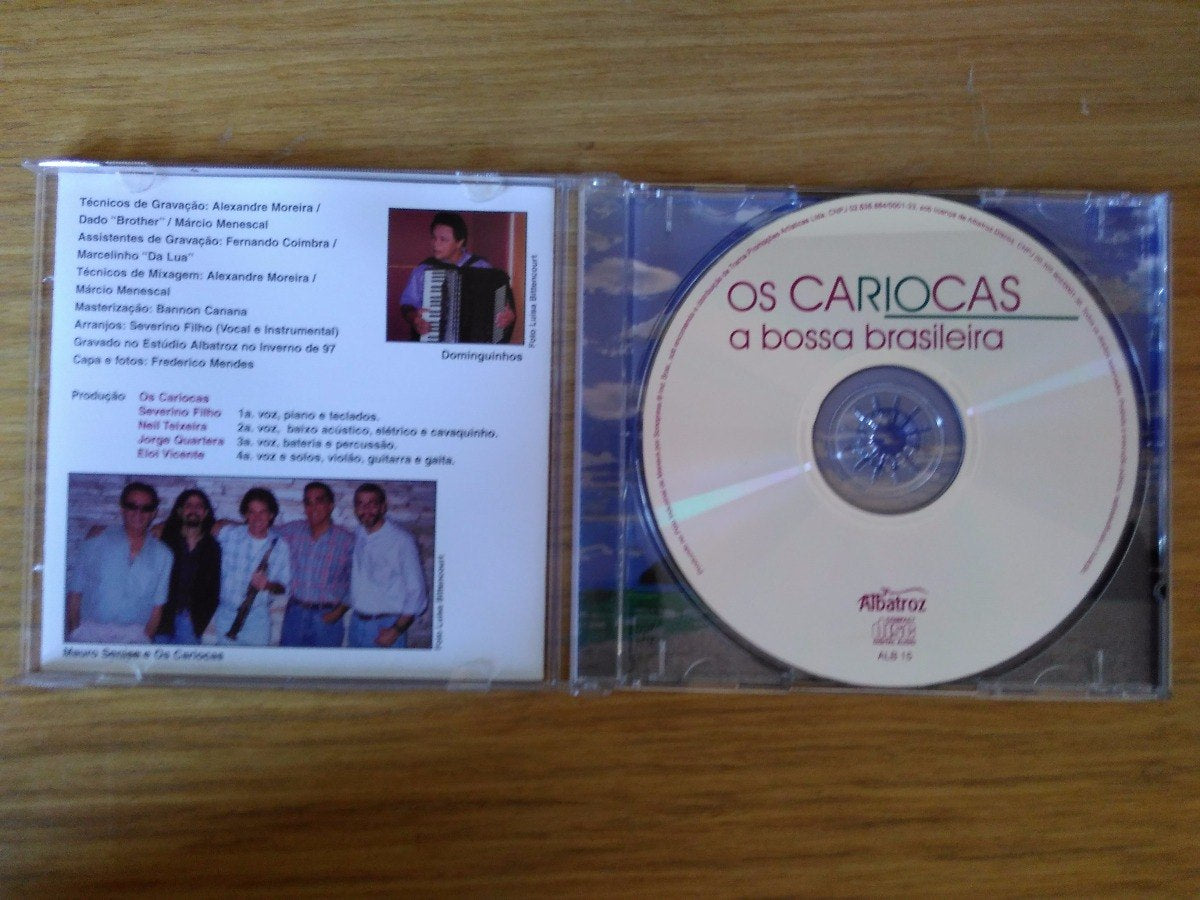 Técnicos de Gravação: Alexandre Moreira /
Dado "Brother" / Márcio Menescal
Assistentes de Gravação: Fernando Coimbra /
Marcelinho "Da Lua"
Técnicos de Mixagem: Alexandre Moreira /
Márcio Menescal
Masterização: Bannon Canana
Arranjos: Severino Filho (Vocal e Instrumental)
Gravado no Estúdio Albatroz no Inverno de 97
Capa e fotos: Frederico Mendes
Foto Luisa Bittencourt
Dominguinhos
Produção Os Cariocas
Severino Filho 1a. voz, piano e teclados.
Neil Teixeira 2a. voz, baixo acústico, elétrico e cavaquinho.
Jorge Quartera 3a. voz, bateria e percussão.
Eloi Vicente 4a. voz e solos, violão, guitarra e gaita.
Foto Luisa Bittencourt
Mauro Senise e Os Cariocas
OS CARIOCAS
a bossa brasileira
Albatroz
COMPACT
disc
DIGITAL AUDIO
ALB 15